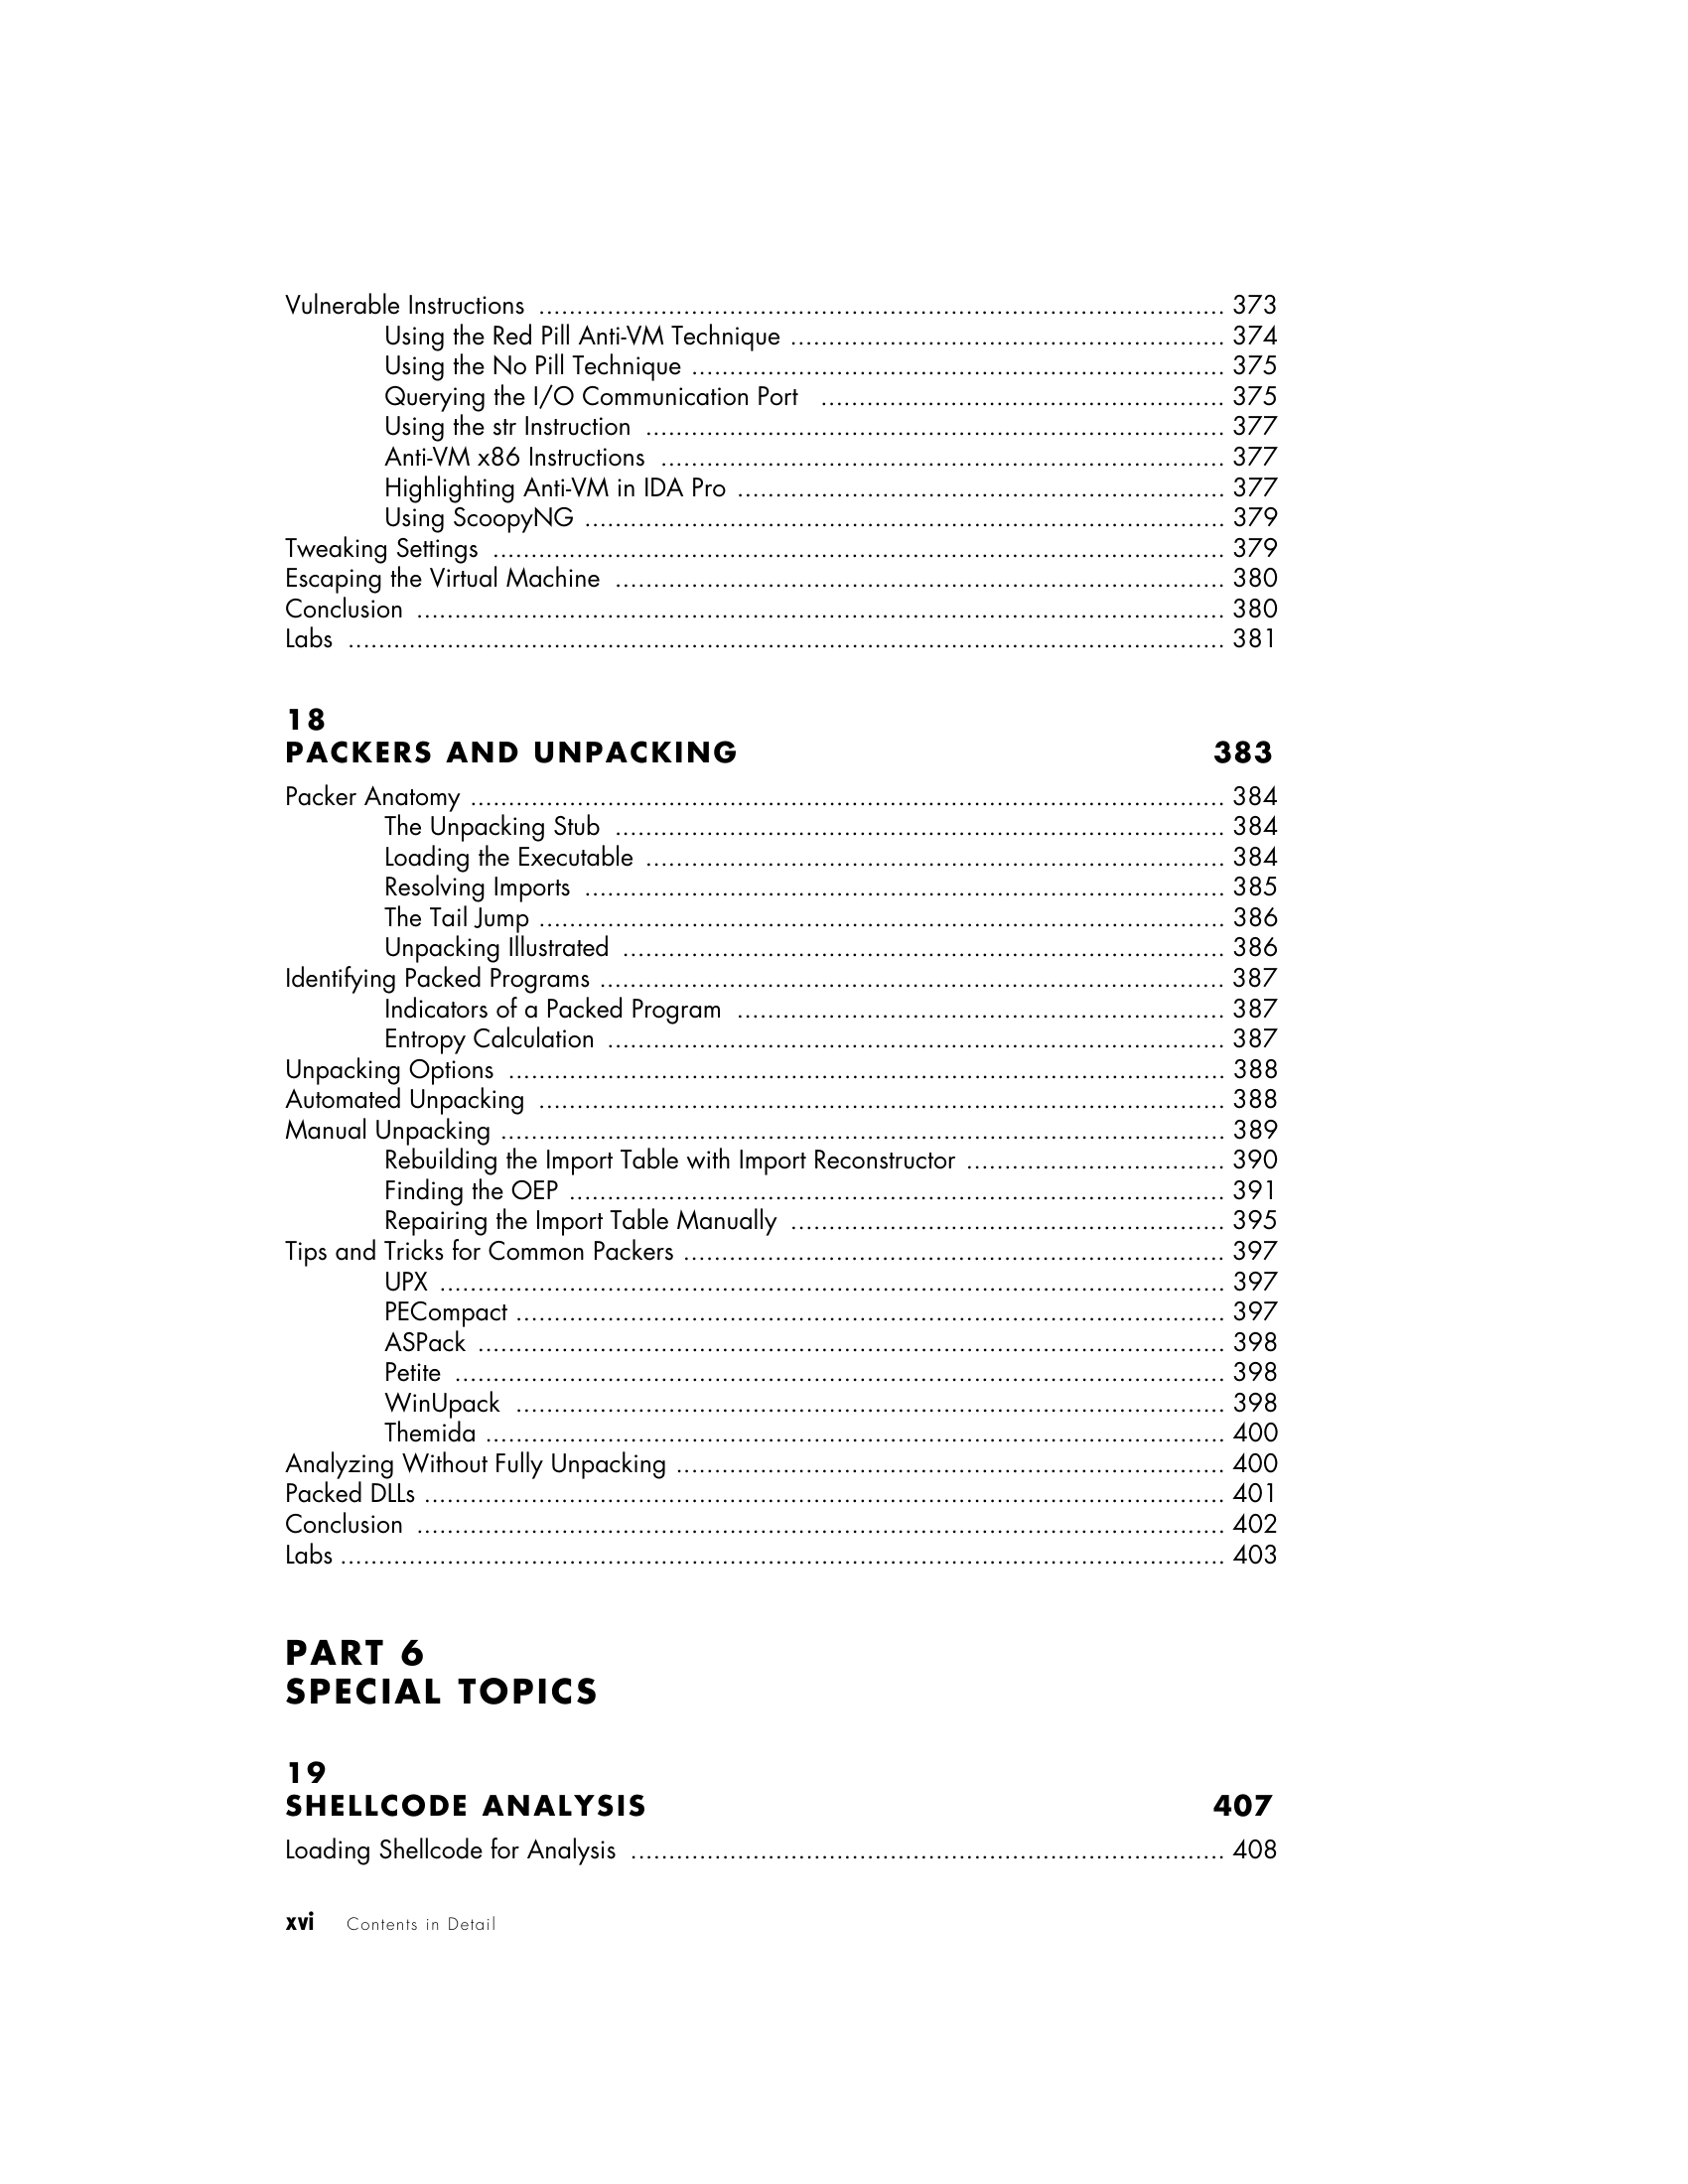 Vulnerable Instructions ........................................................................................... 373
Using the Red Pill Anti-VM Technique ......................................................... 374
Using the No Pill Technique ...................................................................... 375
Querying the I/O Communication Port ..................................................... 375
Using the str Instruction ............................................................................ 377
Anti-VM x86 Instructions .......................................................................... 377
Highlighting Anti-VM in IDA Pro ................................................................ 377
Using ScoopyNG .................................................................................... 379
Tweaking Settings ................................................................................................ 379
Escaping the Virtual Machine ................................................................................ 380
Conclusion .......................................................................................................... 380
Labs ................................................................................................................... 381
18
PACKERS AND UNPACKING 383
Packer Anatomy ................................................................................................... 384
The Unpacking Stub ................................................................................ 384
Loading the Executable ............................................................................ 384
Resolving Imports .................................................................................... 385
The Tail Jump .......................................................................................... 386
Unpacking Illustrated ............................................................................... 386
Identifying Packed Programs .................................................................................. 387
Indicators of a Packed Program ................................................................ 387
Entropy Calculation ................................................................................. 387
Unpacking Options .............................................................................................. 388
Automated Unpacking .......................................................................................... 388
Manual Unpacking ............................................................................................... 389
Rebuilding the Import Table with Import Reconstructor .................................. 390
Finding the OEP ...................................................................................... 391
Repairing the Import Table Manually ......................................................... 395
Tips and Tricks for Common Packers ....................................................................... 397
UPX ....................................................................................................... 397
PECompact ............................................................................................. 397
ASPack .................................................................................................. 398
Petite ..................................................................................................... 398
WinUpack ............................................................................................. 398
Themida ................................................................................................. 400
Analyzing Without Fully Unpacking ........................................................................ 400
Packed DLLs ......................................................................................................... 401
Conclusion .......................................................................................................... 402
Labs .................................................................................................................... 403
PART 6
SPECIAL TOPICS
19
SHELLCODE ANALYSIS 407
Loading Shellcode for Analysis .............................................................................. 408
xvi Contents in Detail